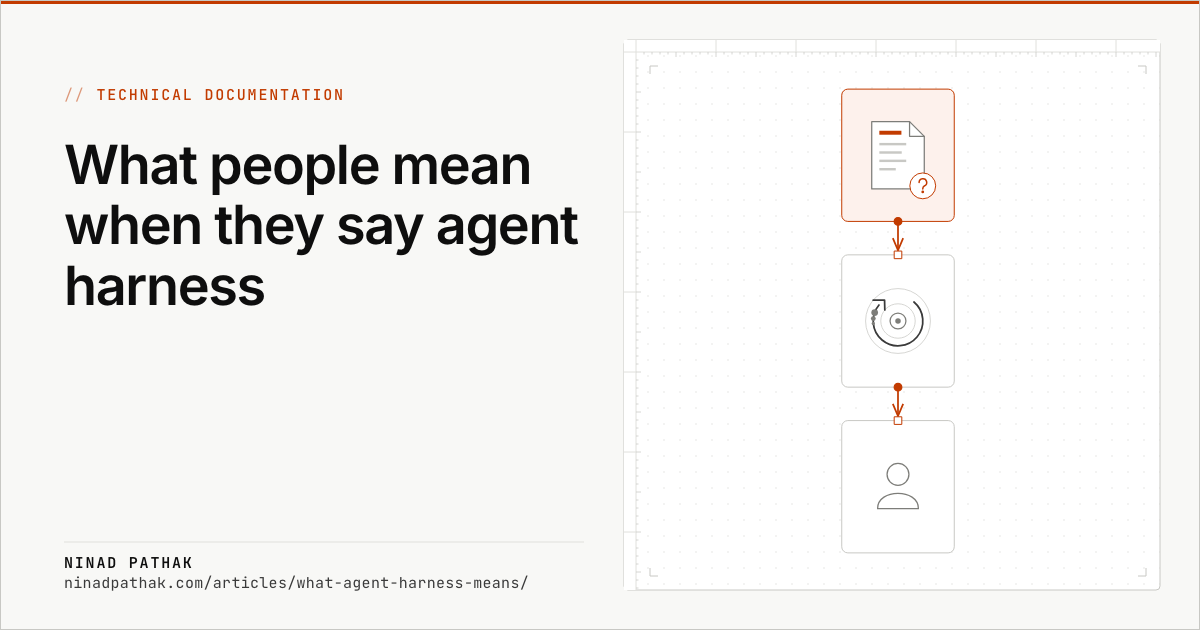 // TECHNICAL DOCUMENTATION
What people mean
when they say agent
harness
?
NINAD PATHAK
ninadpathak.com/articles/what-agent-harness-means/